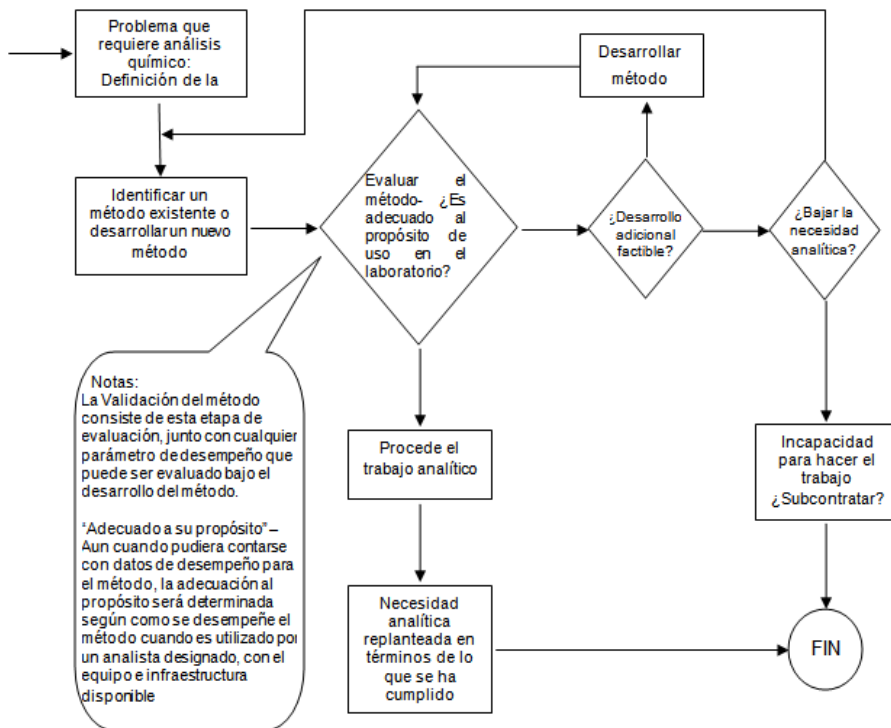 Problema que
requiere análisis
químico:
Definición de la
Desarrollar
método
Identificar un
método existente o
desarrollar un nuevo
método
Evaluar el
método- ¿Es
adecuado al
propósito de
uso en el
laboratorio?
¿Desarrollo
adicional
factible?
¿Bajar la
necesidad
analítica?
Notas:
La Validación del método
consiste de esta etapa de
evaluación, junto con cualquier
parámetro de desempeño que
puede ser evaluado bajo el
desarrollo del método.
"Adecuado a su propósito" –
Aun cuando pudiera contarse
con datos de desempeño para
el método, la adecuación al
propósito será determinada
según como se desempeñe el
método cuando es utilizado por
un analista designado, con el
equipo e infraestructura
disponible
Procede el
trabajo analítico
Incapacidad
para hacer el
trabajo
¿Subcontratar?
Necesidad
analítica
replanteada en
términos de lo
que se ha
cumplido
FIN